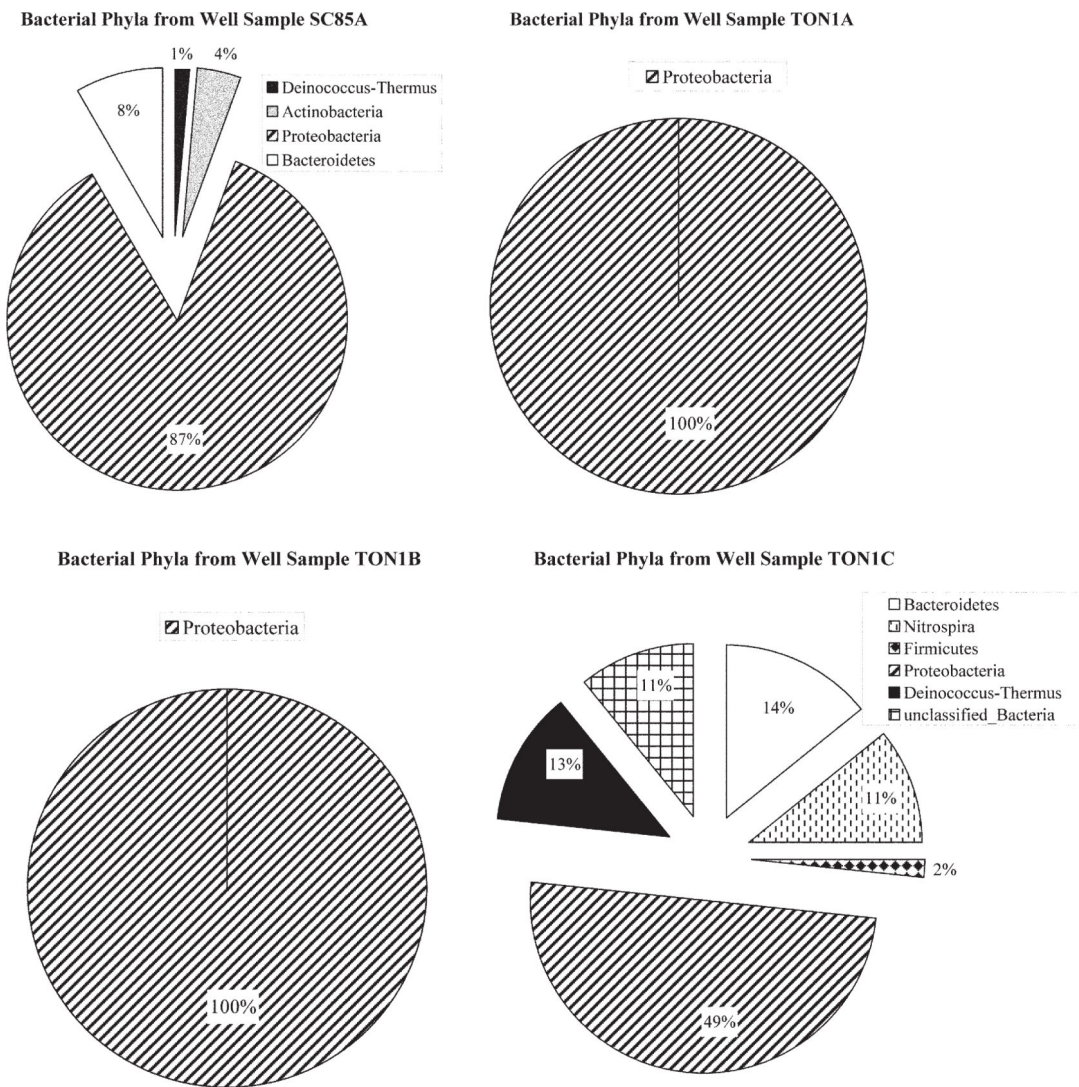 Bacterial Phyla from Well Sample SC85A
1%
4%
8%
Deinococcus-Thermus
Actinobacteria
Proteobacteria
Bacteroidetes
87%
Bacterial Phyla from Well Sample TON1A
Proteobacteria
100%
Bacterial Phyla from Well Sample TON1B
Proteobacteria
100%
Bacterial Phyla from Well Sample TON1C
Bacteroidetes
Nitrospira
Firmicutes
Proteobacteria
Deinococcus-Thermus
unclassified_Bacteria
11%
14%
13%
11%
2%
49%